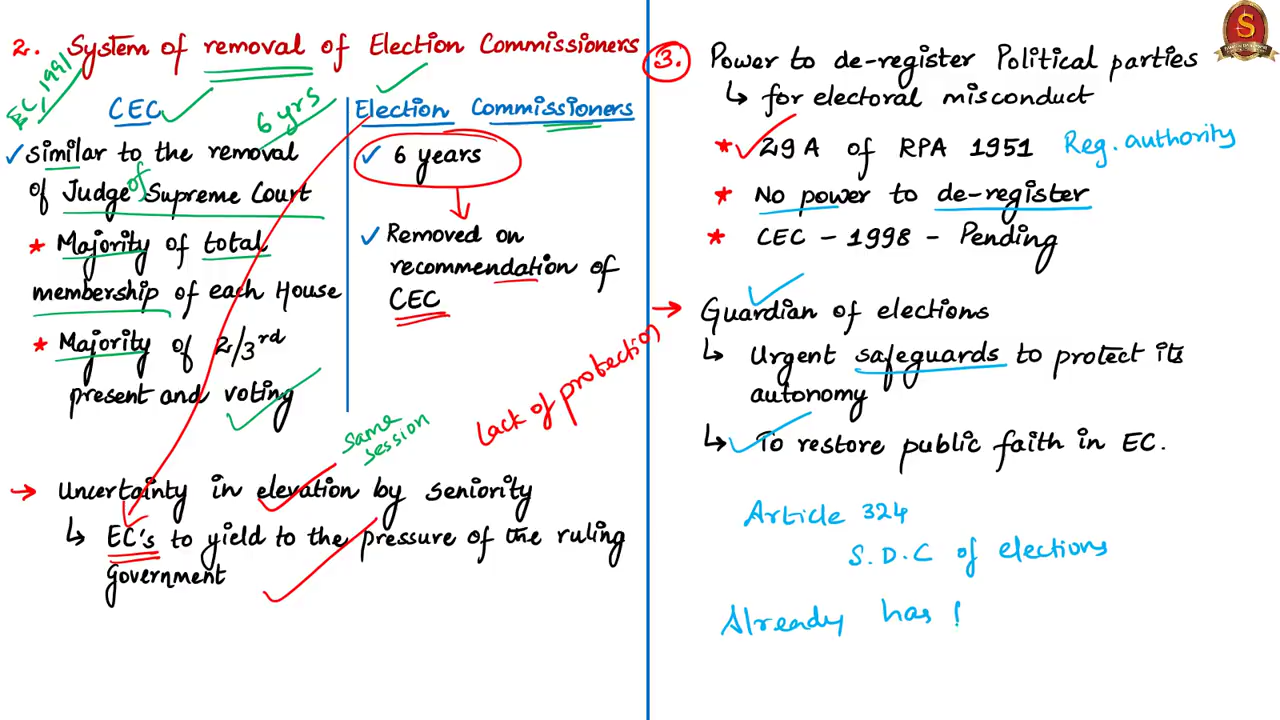 2. System of removal of Election Commissioners
EC, 1991
CEC
6 yrs
Similar to the removal
of Judge of Supreme Court
* Majority of total
membership of each House
* Majority of 2/3rd
present and voting
Election Commissioners
6 years
Removed on
recommendation of
CEC
Lack of protection
same
session
→ Uncertainty in elevation by seniority
↳ EC's to yield to the pressure of the ruling
Government
3. Power to de-register Political parties
↳ for electoral misconduct
* 29A of RPA 1951 Reg. authority
* No power to de-register
* CEC - 1998 - Pending
→ Guardian of elections
↳ Urgent safeguards to protect its
autonomy
↳ To restore public faith in EC.
Article 324
S.D.C of elections
Already has
S